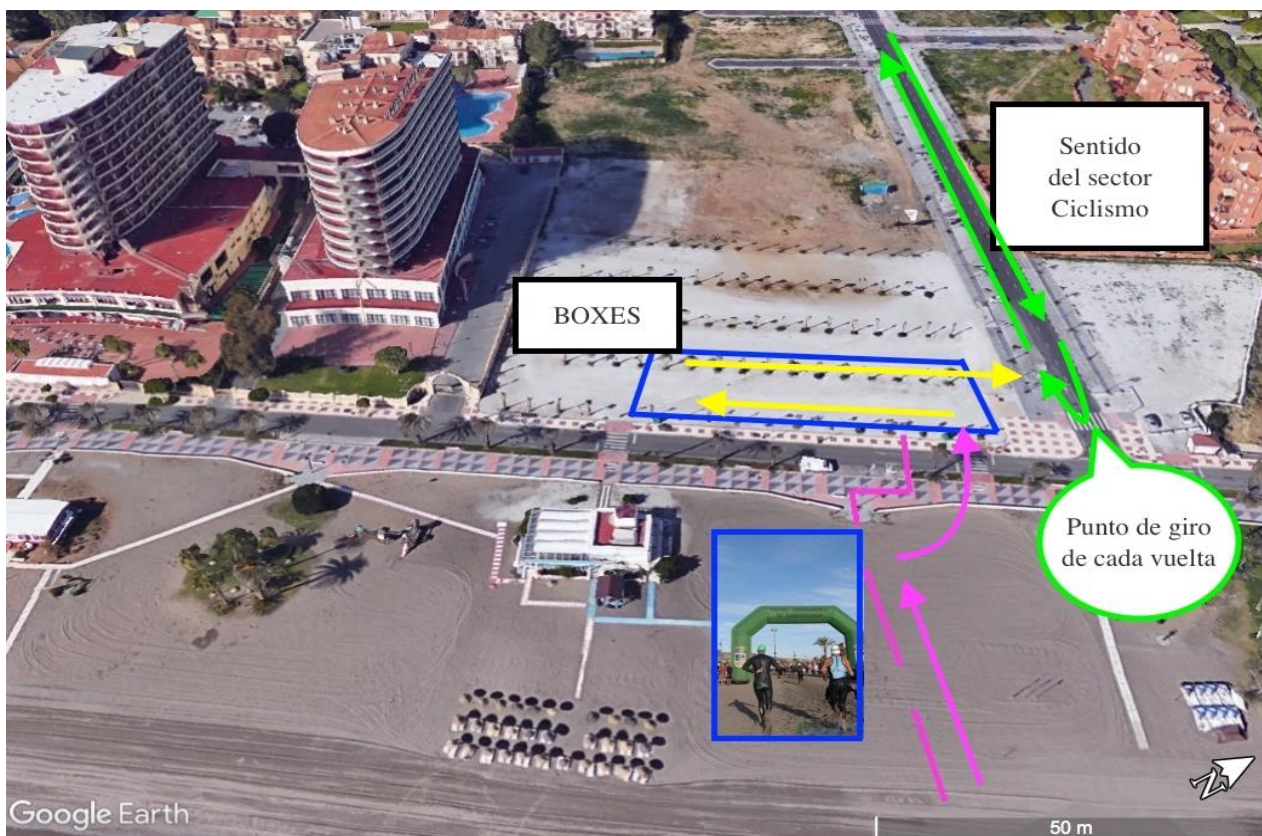 Sentido
del sector
Ciclismo
BOXES
Punto de giro
de cada vuelta
N
Google Earth
50 m